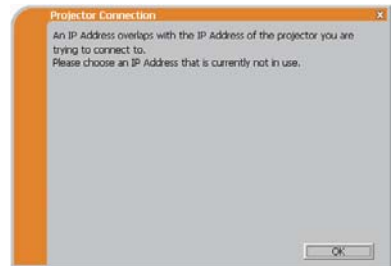 Projector Connection
An IP Address overlaps with the IP Address of the projector you are
trying to connect to.
Please choose an IP Address that is currently not in use.
OK